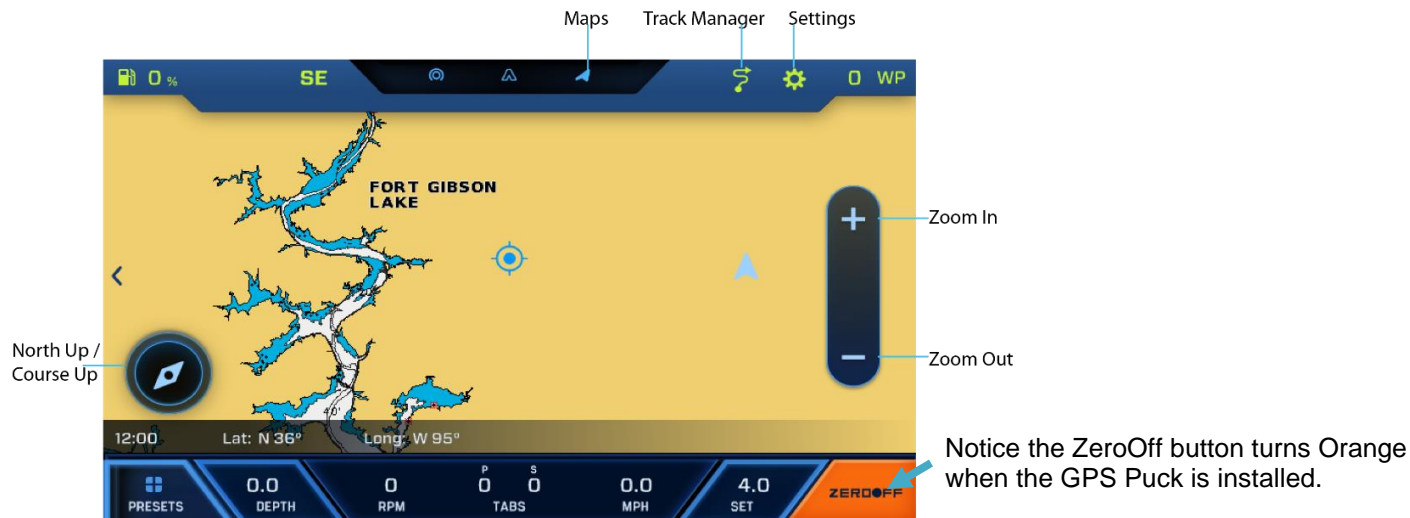 Maps Track Manager Settings
0 % SE 0 WP
FORT GIBSON
LAKE
Zoom In
North Up /
Course Up
Zoom Out
40'
12:00 Lat: N 36° Long: W 95°
Notice the ZeroOff button turns Orange
when the GPS Puck is installed.
P S
0.0 0 0 0 0.0 4.0 ZEROOFF
PRESETS DEPTH RPM TABS MPH SET